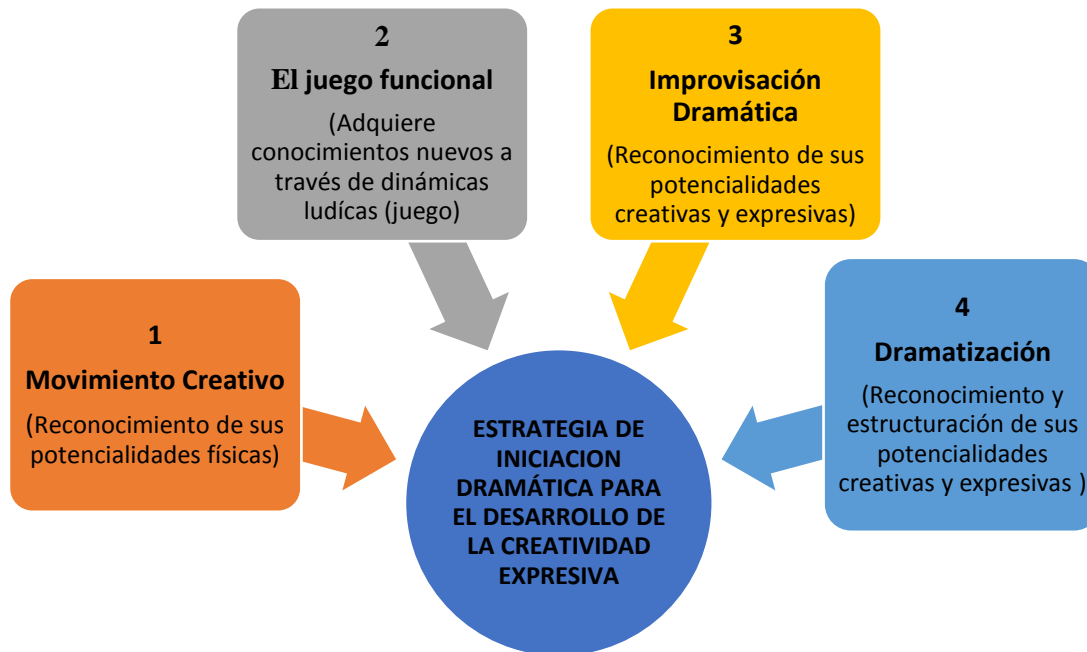 1
Movimiento Creativo
(Reconocimiento de sus
potencialidades físicas)
2
El juego funcional
(Adquiere
conocimientos nuevos a
través de dinámicas
ludícas (juego)
3
Improvisación
Dramática
(Reconocimiento de sus
potencialidades
creativas y expresivas)
4
Dramatización
(Reconocimiento y
estructuración de sus
potencialidades
creativas y expresivas )
ESTRATEGIA DE
INICIACION
DRAMÁTICA PARA
EL DESARROLLO DE
LA CREATIVIDAD
EXPRESIVA